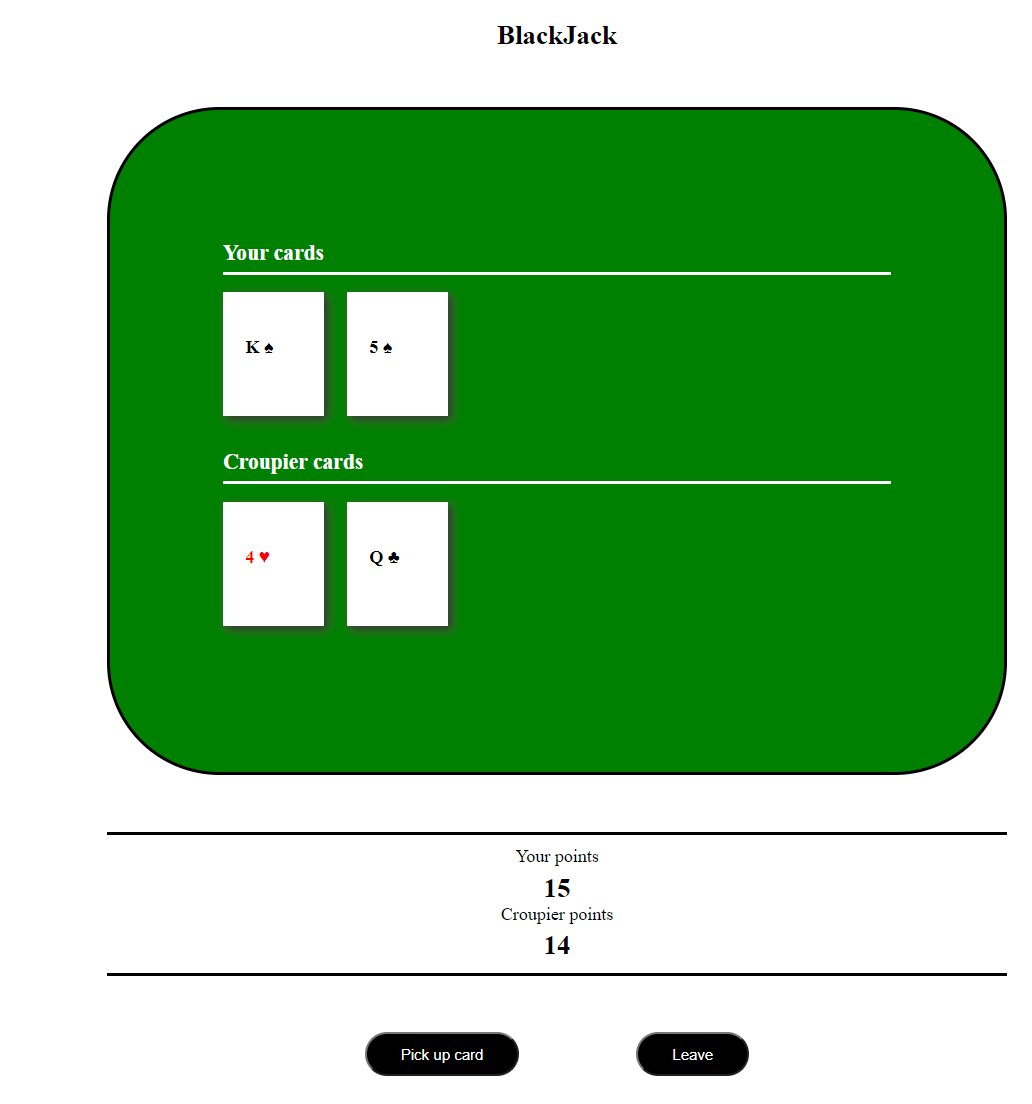 BlackJack
Your cards
K ♠ 5 ♠
Croupier cards
4 ♥ Q ♣
Your points
15
Croupier points
14
Pick up card Leave